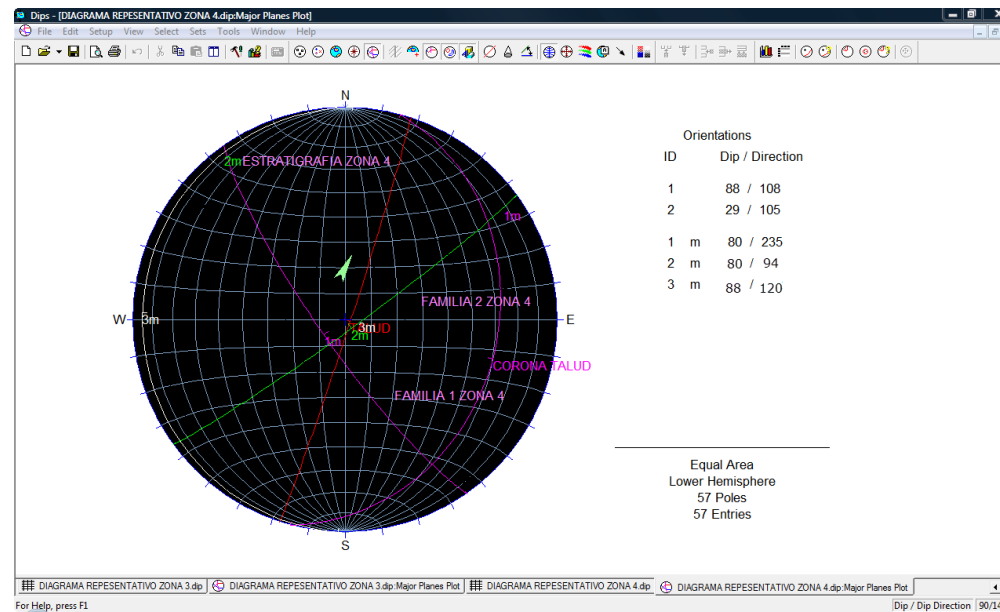 Dips - [DIAGRAMA REPESENTATIVO ZONA 4.dip:Major Planes Plot]
File Edit Setup View Select Sets Tools Window Help
N
2m ESTRATIGRAFIA ZONA 4
1m
FAMILIA 2 ZONA 4
W 3m
3m UD
E
1m 2m
CORONA TALUD
FAMILIA 1 ZONA 4
S
Orientations
ID Dip / Direction
1 88 / 108
2 29 / 105
1 m 80 / 235
2 m 80 / 94
3 m 88 / 120
Equal Area
Lower Hemisphere
57 Poles
57 Entries
DIAGRAMA REPESENTATIVO ZONA 3.dip DIAGRAMA REPESENTATIVO ZONA 3.dip:Major Planes Plot DIAGRAMA REPESENTATIVO ZONA 4.dip DIAGRAMA REPESENTATIVO ZONA 4.dip:Major Planes Plot
For Help, press F1 Dip / Dip Direction